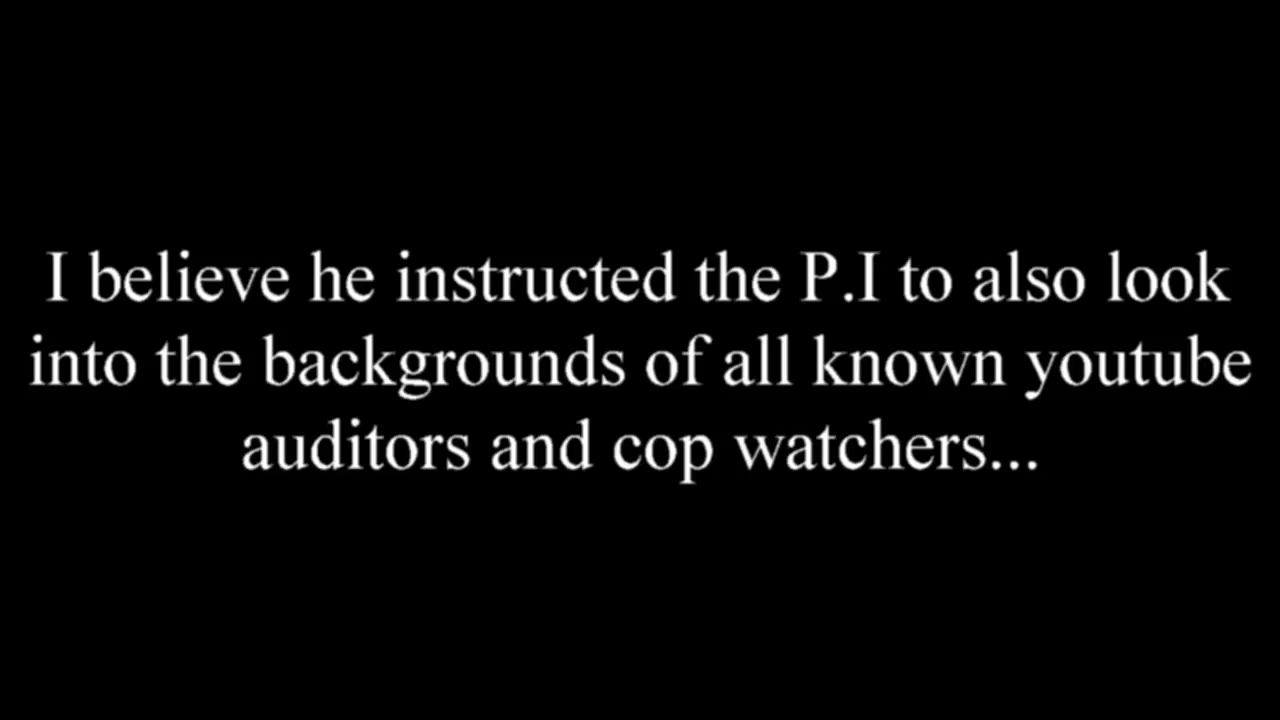 I believe he instructed the P.I to also look
into the backgrounds of all known youtube
auditors and cop watchers...